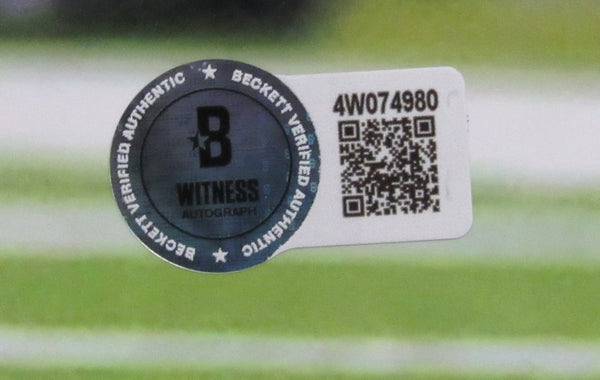 BECKETT VERIFIED AUTHENTIC ★ BECKETT VERIFIED AUTHENTIC ★
B
WITNESS
AUTOGRAPH
4W074980